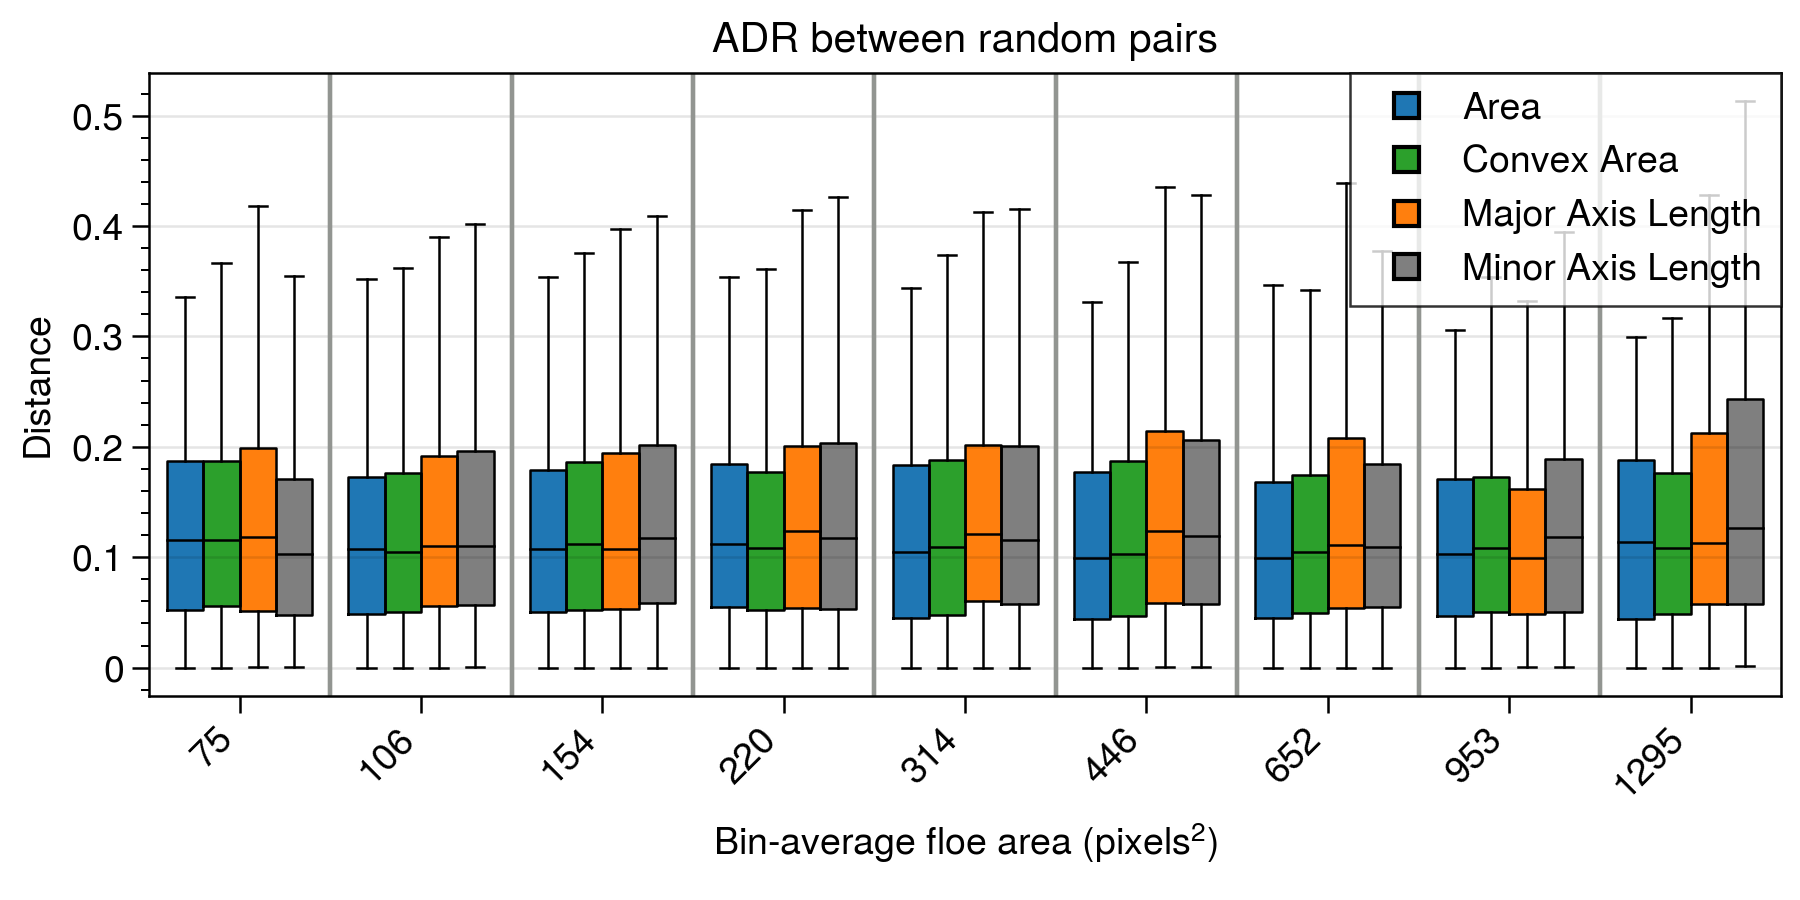 ADR between random pairs
Distance
0.5
0.4
0.3
0.2
0.1
0
Area
Convex Area
Major Axis Length
Minor Axis Length
75
106
154
220
314
446
652
953
1295
Bin-average floe area (pixels²)